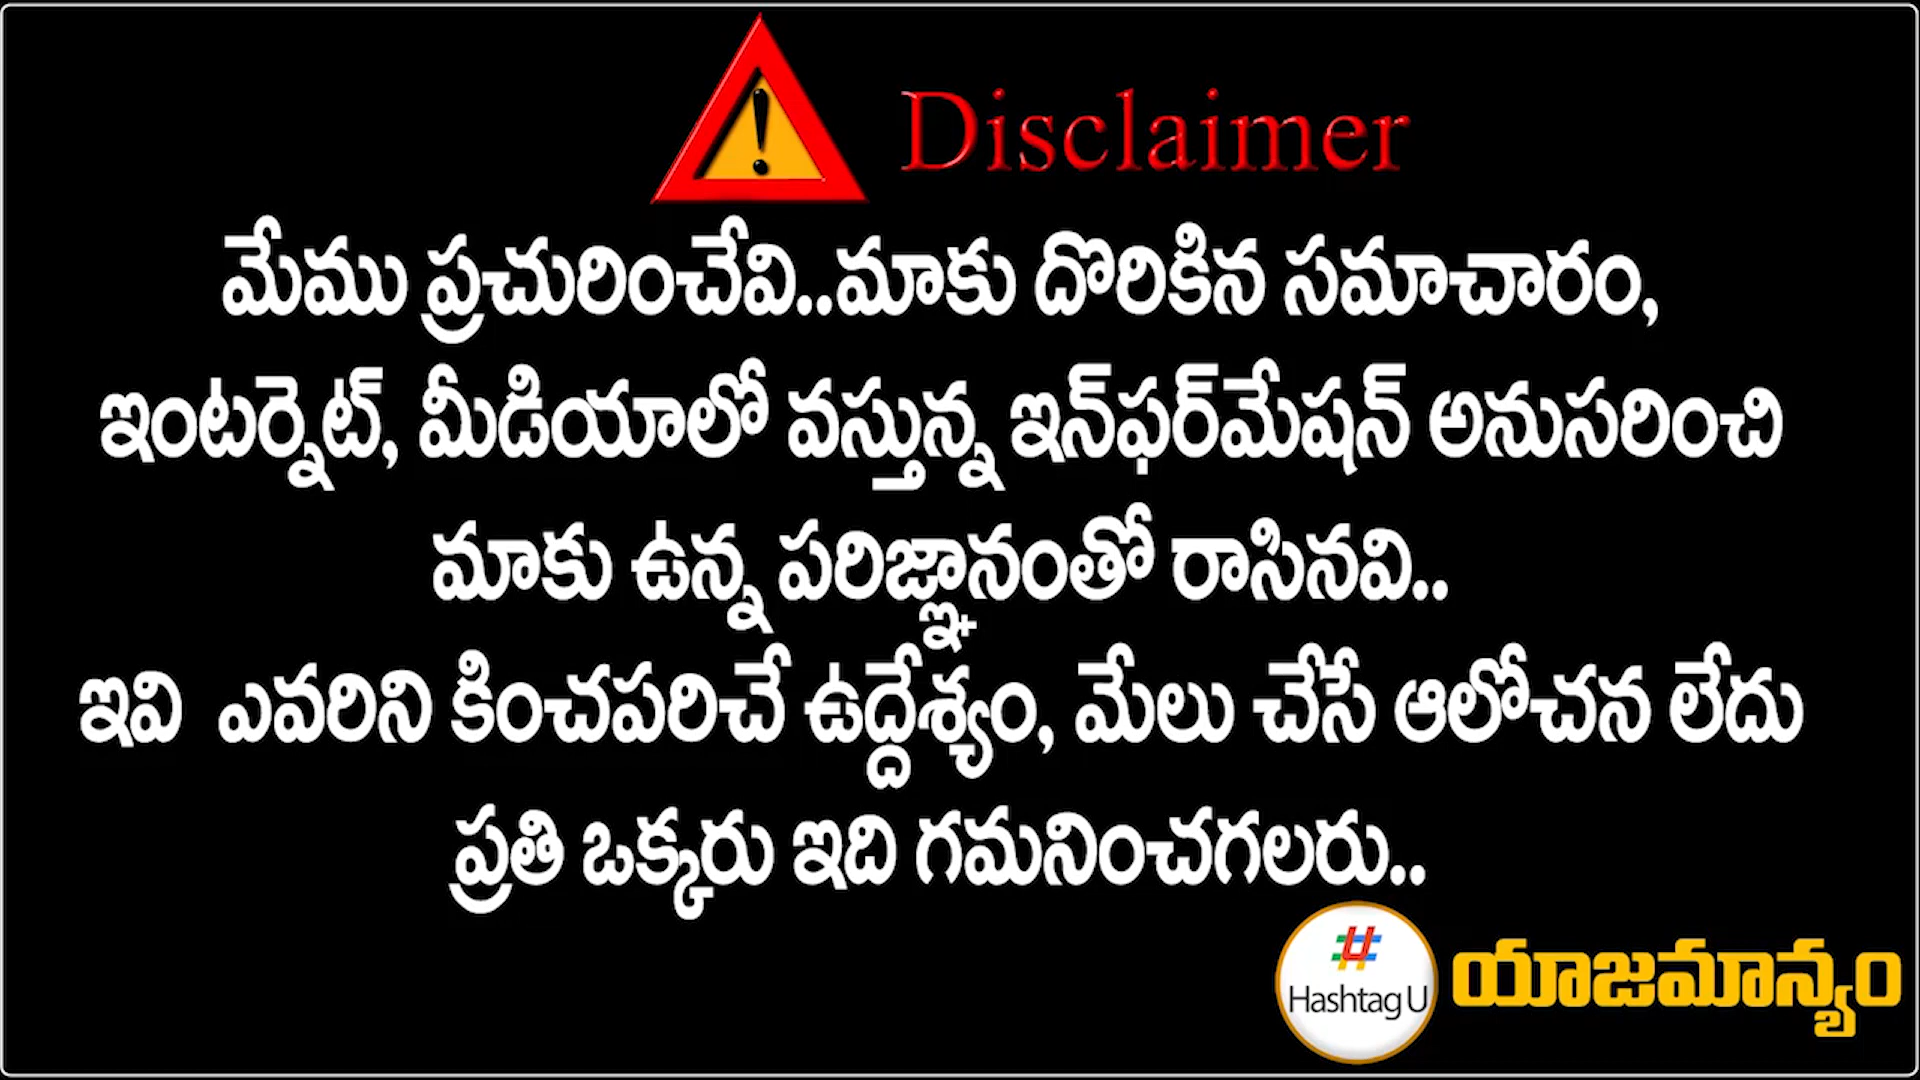 Disclaimer
మేము ప్రచురించేవి..మాకు దొరికిన సమాచారం,
ఇంటర్నెట్, మీడియాలో వస్తున్న ఇన్‌ఫర్‌మేషన్ అనుసరించి
మాకు ఉన్న పరిజ్ఞానంతో రాసినవి..
ఇవి ఎవరిని కించపరిచే ఉద్దేశ్యం, మేలు చేసే ఆలోచన లేదు
ప్రతి ఒక్కరు ఇది గమనించగలరు..
# Hashtag U యాజమాన్యం